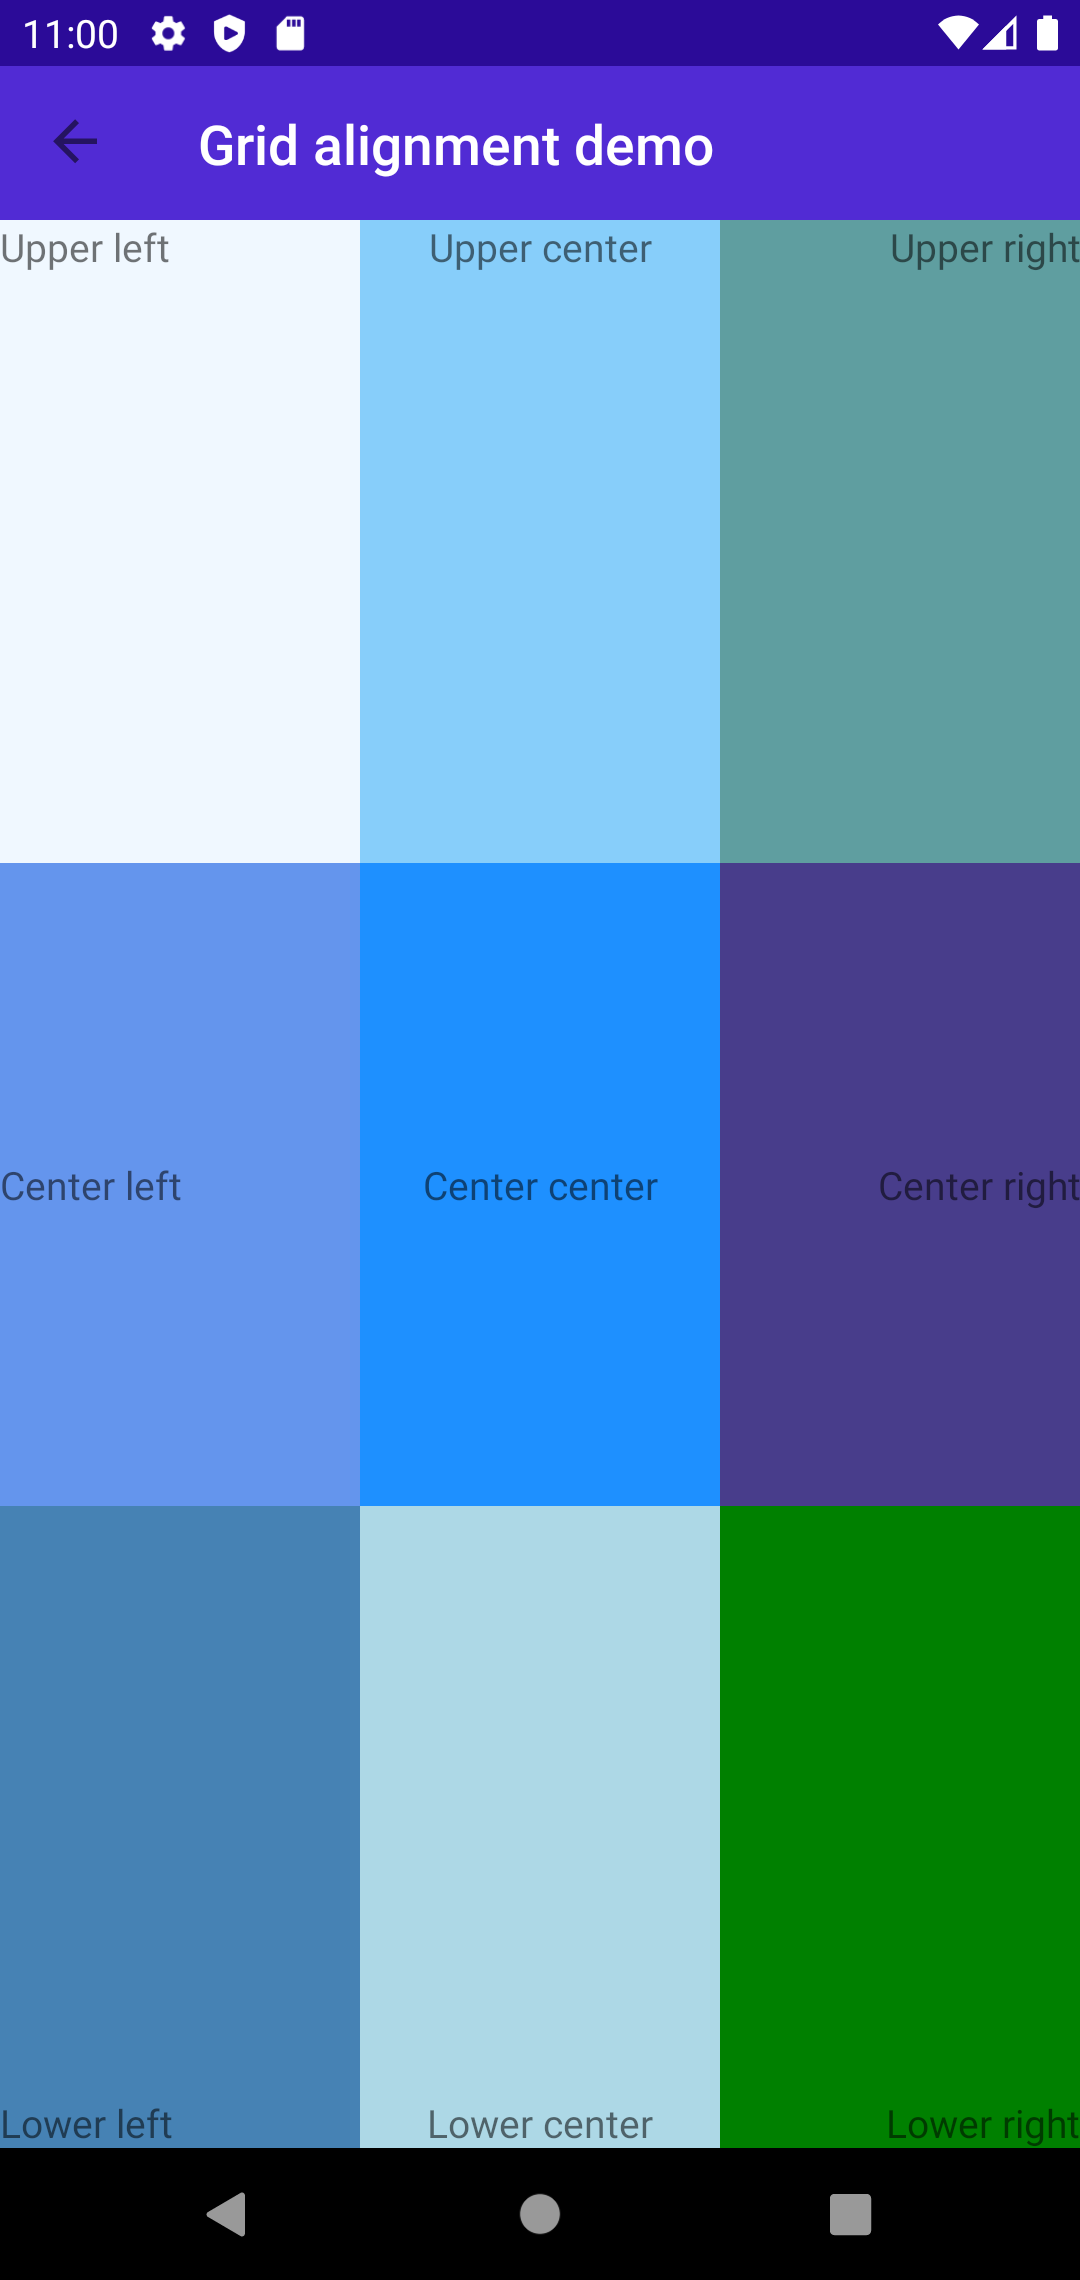 11:00
Grid alignment demo
Upper left
Upper center
Upper right
Center left
Center center
Center right
Lower left
Lower center
Lower right